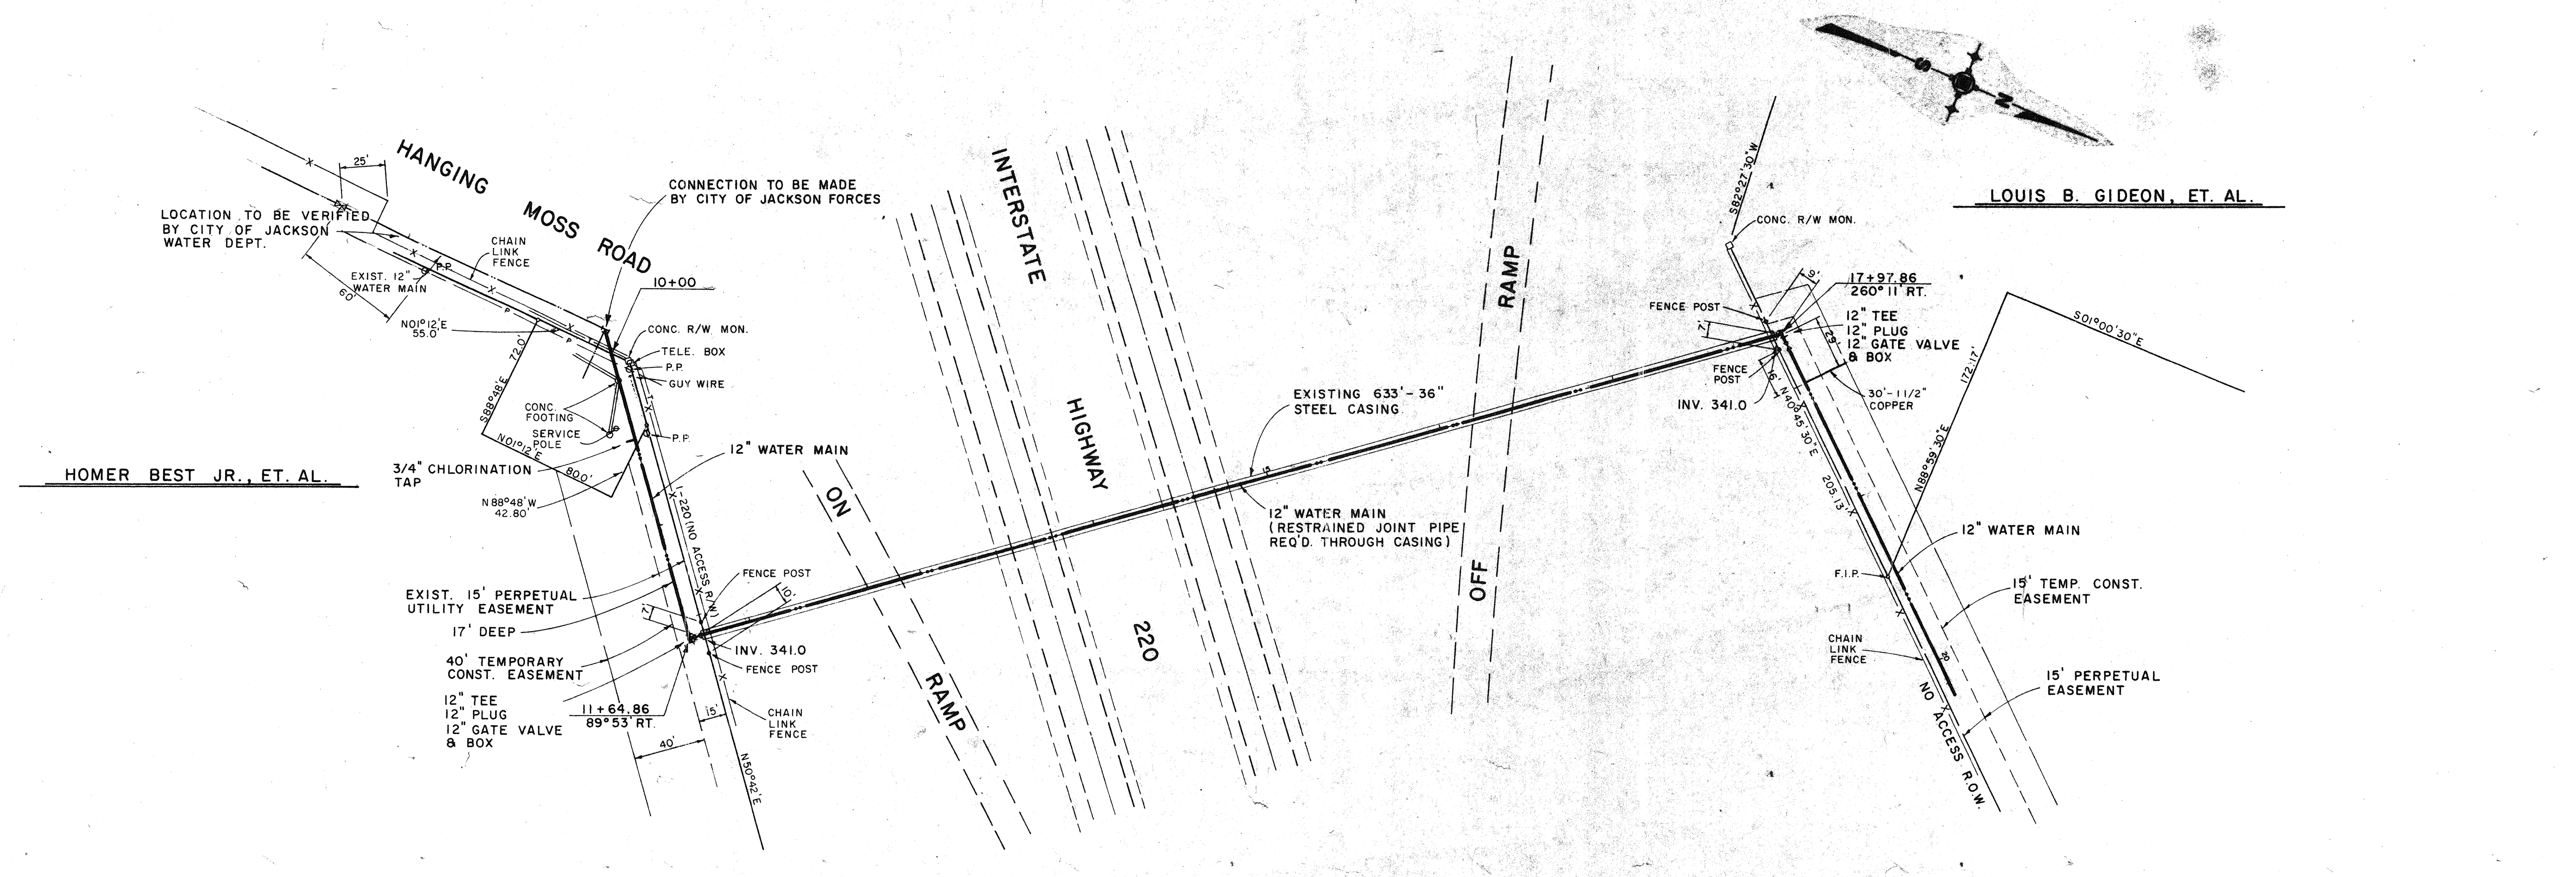 HANGING MOSS ROAD
25'
LOCATION TO BE VERIFIED
BY CITY OF JACKSON
WATER DEPT.
CHAIN
LINK
FENCE
P.P.
EXIST. 12"
WATER MAIN
60'
N01°12'E
55.0'
CONNECTION TO BE MADE
BY CITY OF JACKSON FORCES
10+00
CONC. R/W MON.
TELE. BOX
P.P.
GUY WIRE
72.0'
S88°48'E
CONC.
FOOTING
SERVICE
POLE
P.P.
N01°12'E
80.0'
3/4" CHLORINATION
TAP
N88°48'W
42.80'
HOMER BEST JR., ET. AL.
12" WATER MAIN
I-220 (NO ACCESS R/W)
EXIST. 15' PERPETUAL
UTILITY EASEMENT
17' DEEP
40' TEMPORARY
CONST. EASEMENT
12" TEE
12" PLUG
12" GATE VALVE
& BOX
11+64.86
89°53' RT.
7'
FENCE POST
10'
INV. 341.0
FENCE POST
CHAIN
LINK
FENCE
15'
40'
N50°42'E
ON
RAMP
INTERSTATE
HIGHWAY
220
EXISTING 633'-36"
STEEL CASING
15
12" WATER MAIN
(RESTRAINED JOINT PIPE
REQ'D. THROUGH CASING)
RAMP
OFF
S
N
S82°27'30"W
CONC. R/W MON.
LOUIS B. GIDEON, ET. AL.
FENCE POST
7'
17+97.86
260°11' RT.
12" TEE
12" PLUG
12" GATE VALVE
& BOX
29'
FENCE
POST
16'
INV. 341.0
30'-1 1/2"
COPPER
N40°45'30"E
205.13'
172.17'
N88°59'30"E
S01°00'30"E
12" WATER MAIN
F.I.P.
15' TEMP. CONST.
EASEMENT
CHAIN
LINK
FENCE
20
15' PERPETUAL
EASEMENT
NO ACCESS R.O.W.